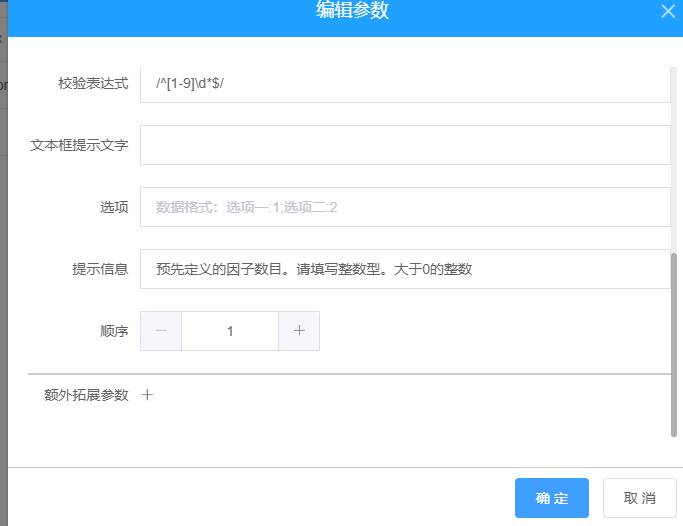 编辑参数
校验表达式 /^[1-9]\d*$/
文本框提示文字
选项 数据格式：选项一:1;选项二:2
提示信息 预先定义的因子数目。请填写整数型。大于0的整数
顺序 1
额外拓展参数
确 定 取 消